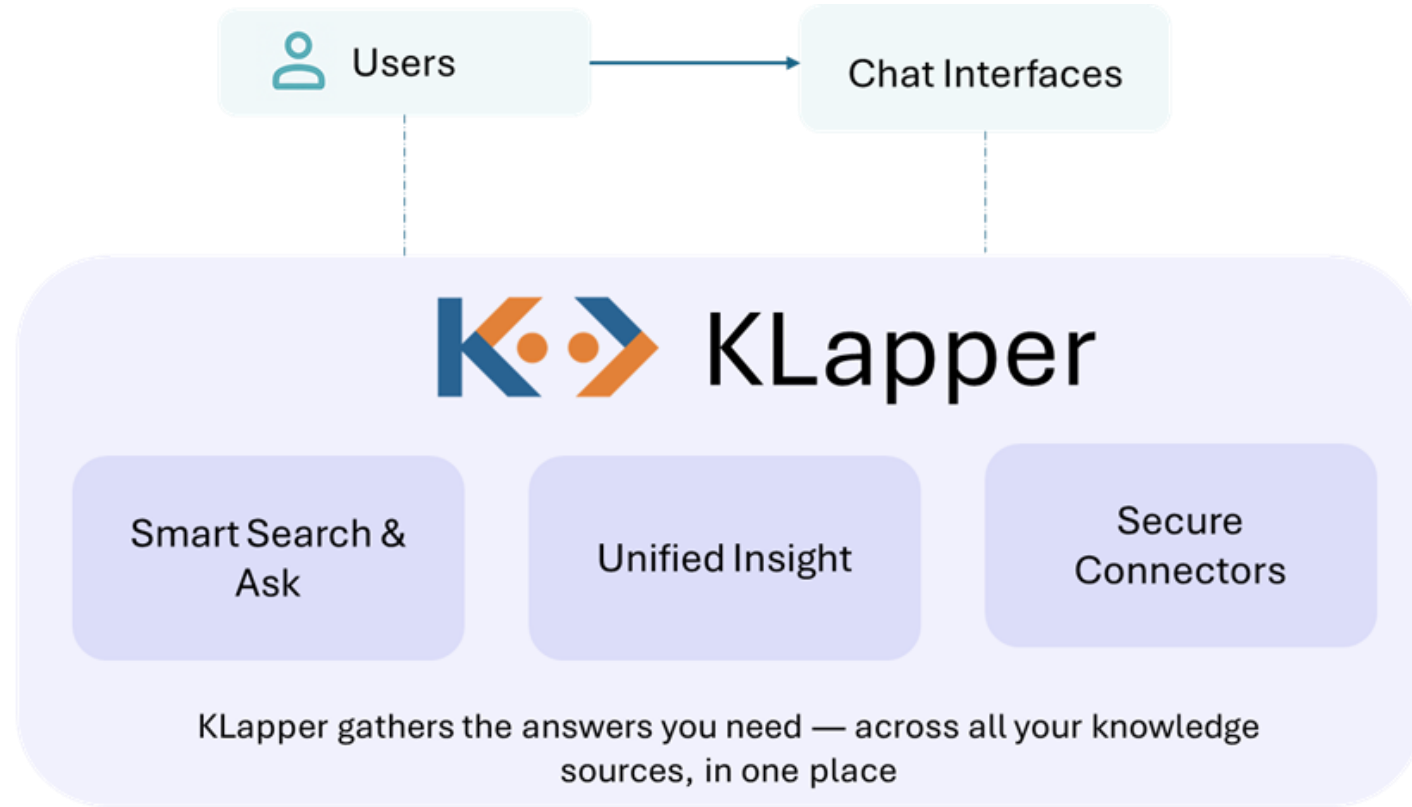 Users
Chat Interfaces
KLapper
Smart Search &
Ask
Unified Insight
Secure
Connectors
KLapper gathers the answers you need — across all your knowledge
sources, in one place